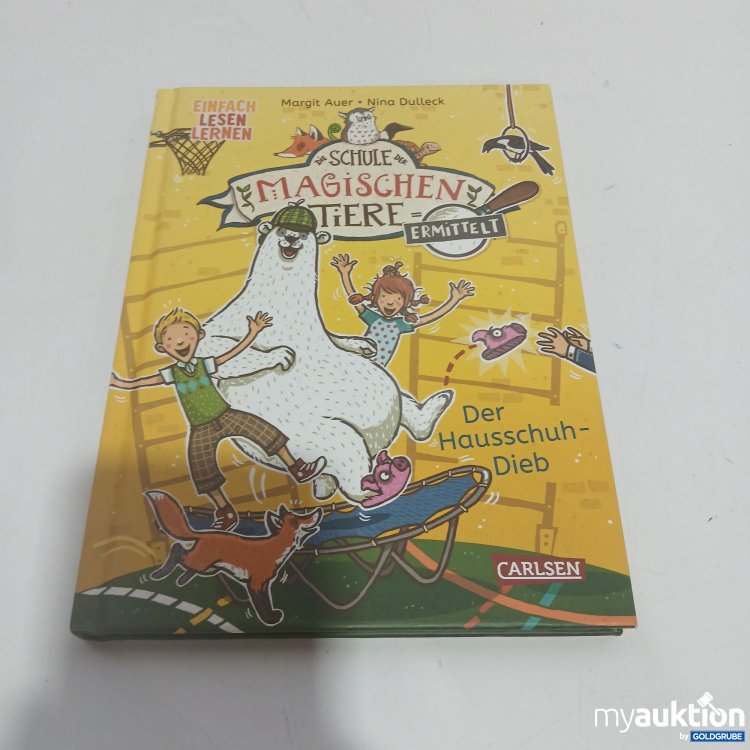 EINFACH
LESEN
LERNEN
Margit Auer • Nina Dulleck
DIE SCHULE DER
MAGISCHEN
TIERE
ERMITTELT
Der
Hausschuh-
Dieb
CARLSEN
myauktion
by GOLDGRUBE